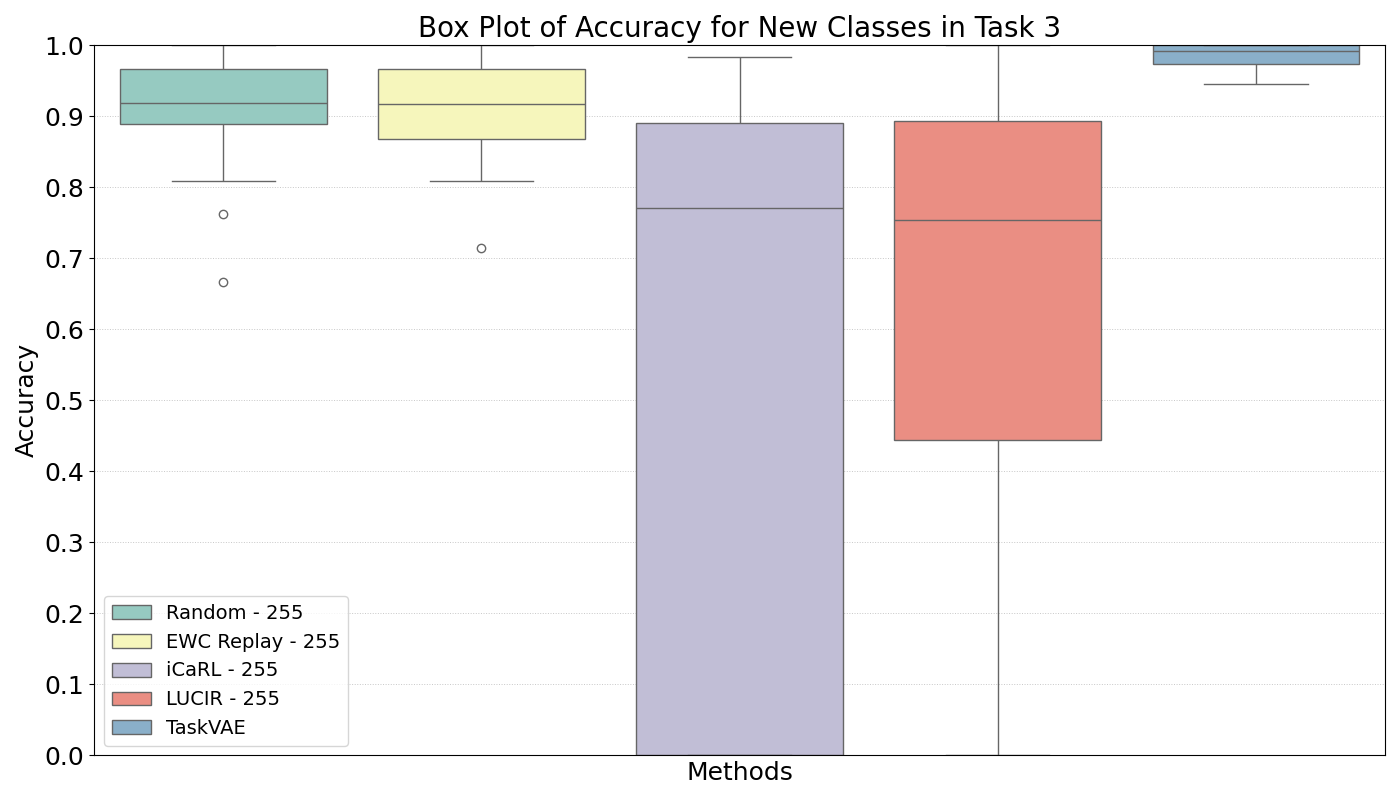 Box Plot of Accuracy for New Classes in Task 3
1.0
0.9
0.8
0.7
0.6
0.5
0.4
0.3
0.2
0.1
0.0
Accuracy
Random - 255
EWC Replay - 255
iCaRL - 255
LUCIR - 255
TaskVAE
Methods